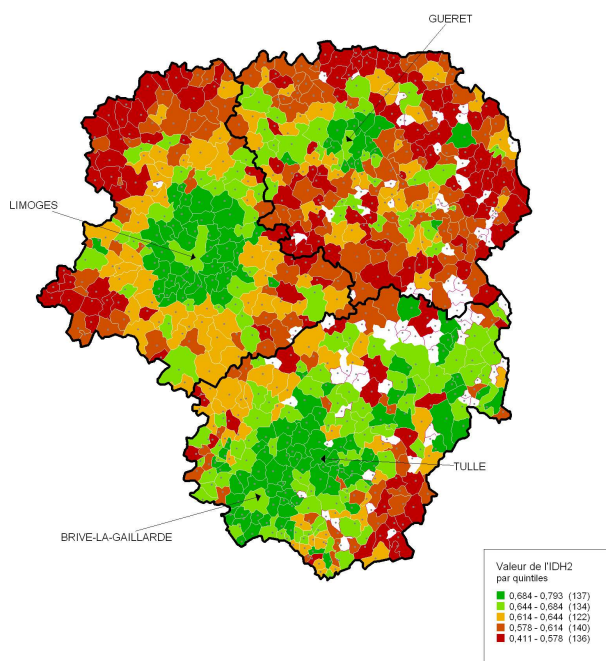 GUERET
LIMOGES
TULLE
BRIVE-LA-GAILLARDE
Valeur de l'IDH2
par quintiles
0,684 - 0,793 (137)
0,644 - 0,684 (134)
0,614 - 0,644 (122)
0,578 - 0,614 (140)
0,411 - 0,578 (136)